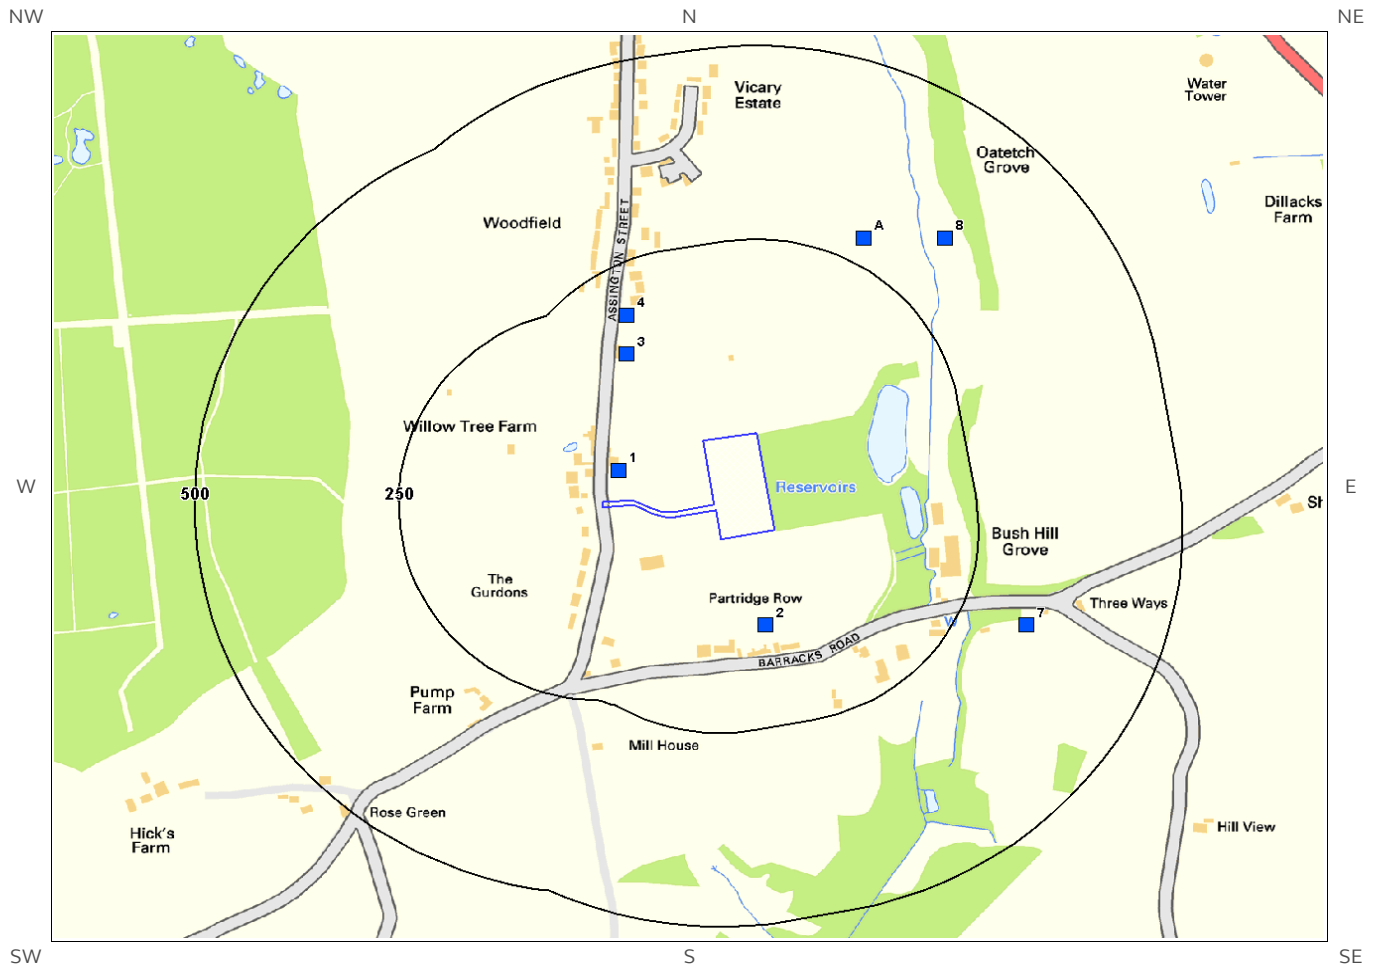 NW
N
NE
Vicary
Estate
Water
Tower
Oatetch
Grove
Woodfield
ASSINGTON STREET
Dillacks
Farm
A
8
4
3
Willow Tree Farm
1
W
500
250
Reservoirs
E
Sh
Bush Hill
Grove
The
Gurdons
Partridge Row
2
Three Ways
7
W
BARRACKS ROAD
Pump
Farm
Mill House
Rose Green
Hick's
Farm
Hill View
SW
S
SE